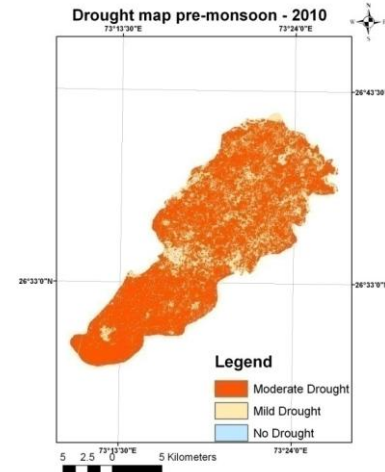 Drought map pre-monsoon - 2010
N
W E
S
73°13'30"E 73°24'0"E
26°43'30"N
26°33'0"N 26°33'0"N
Legend
Moderate Drought
Mild Drought
No Drought
73°13'30"E 73°24'0"E
5 2.5 0 5 Kilometers